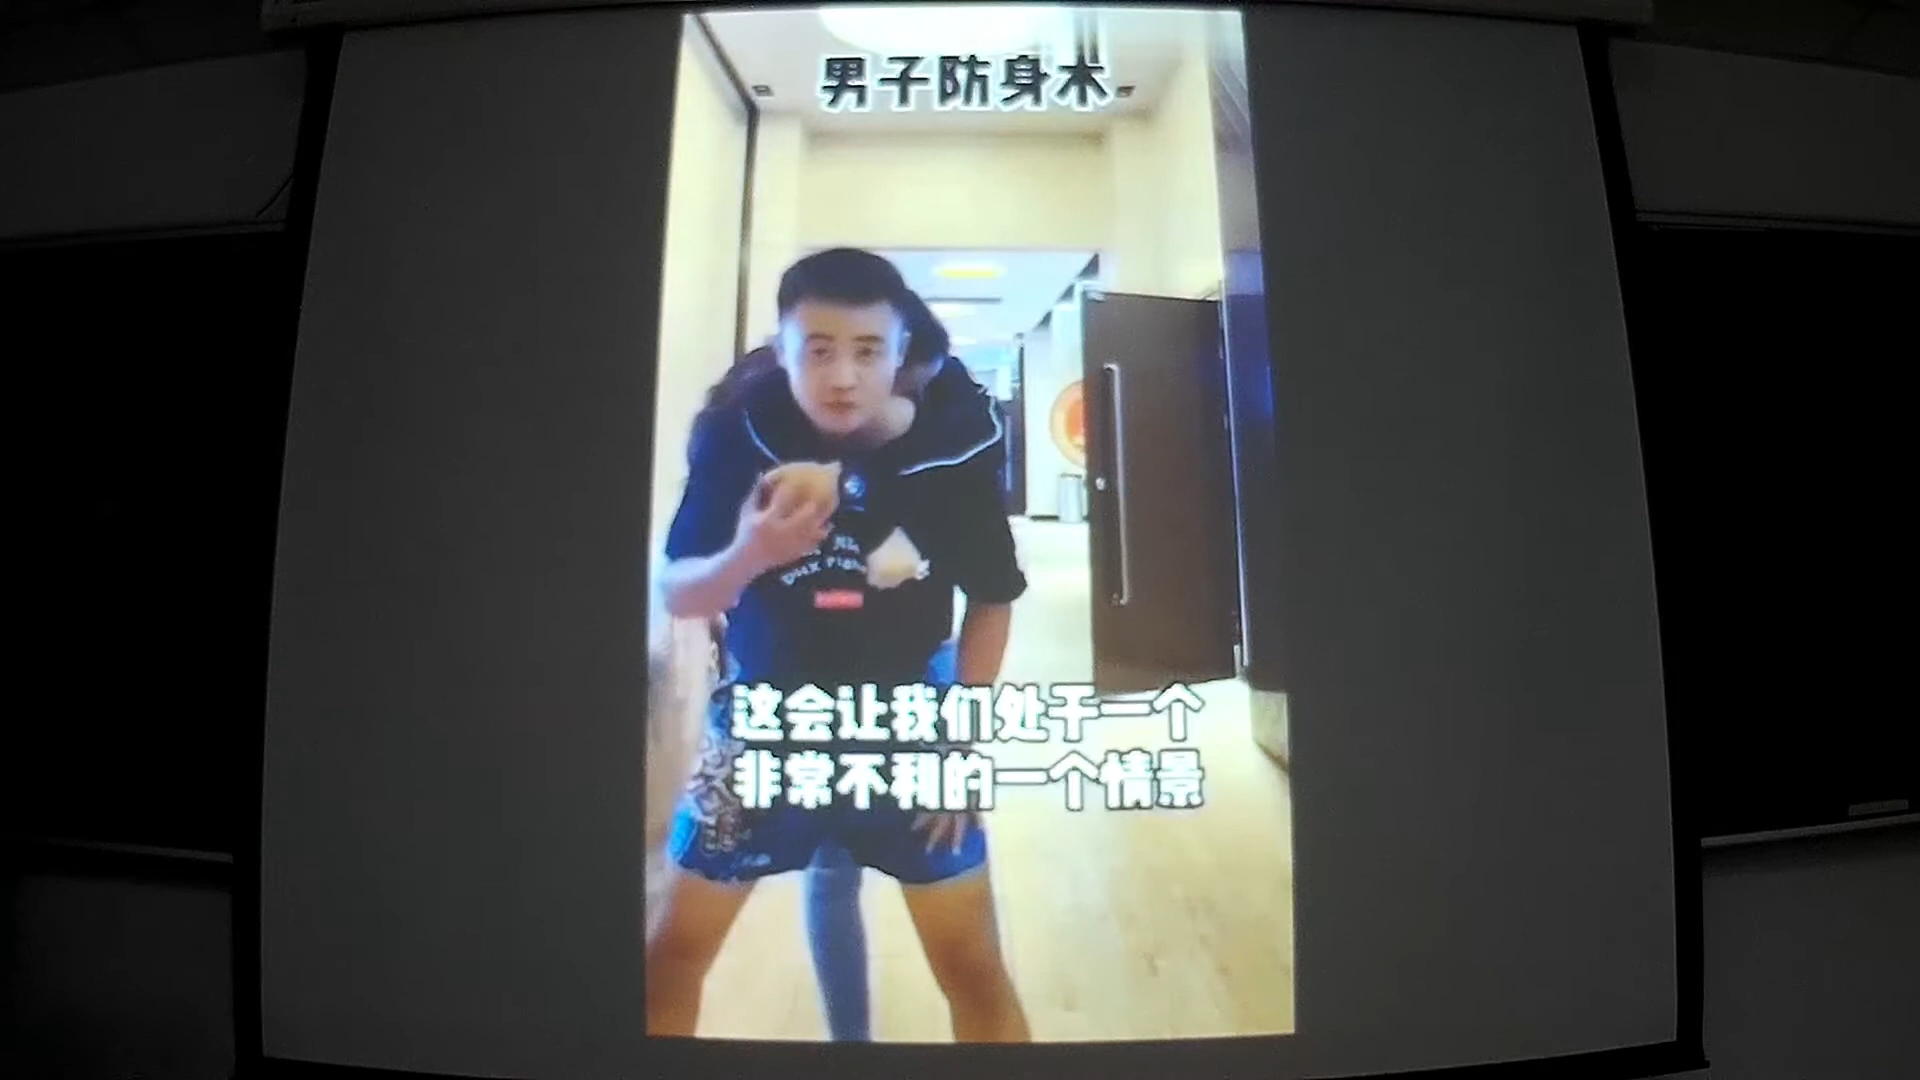 男子防身术
这会让我们处于一个
非常不利的一个情景